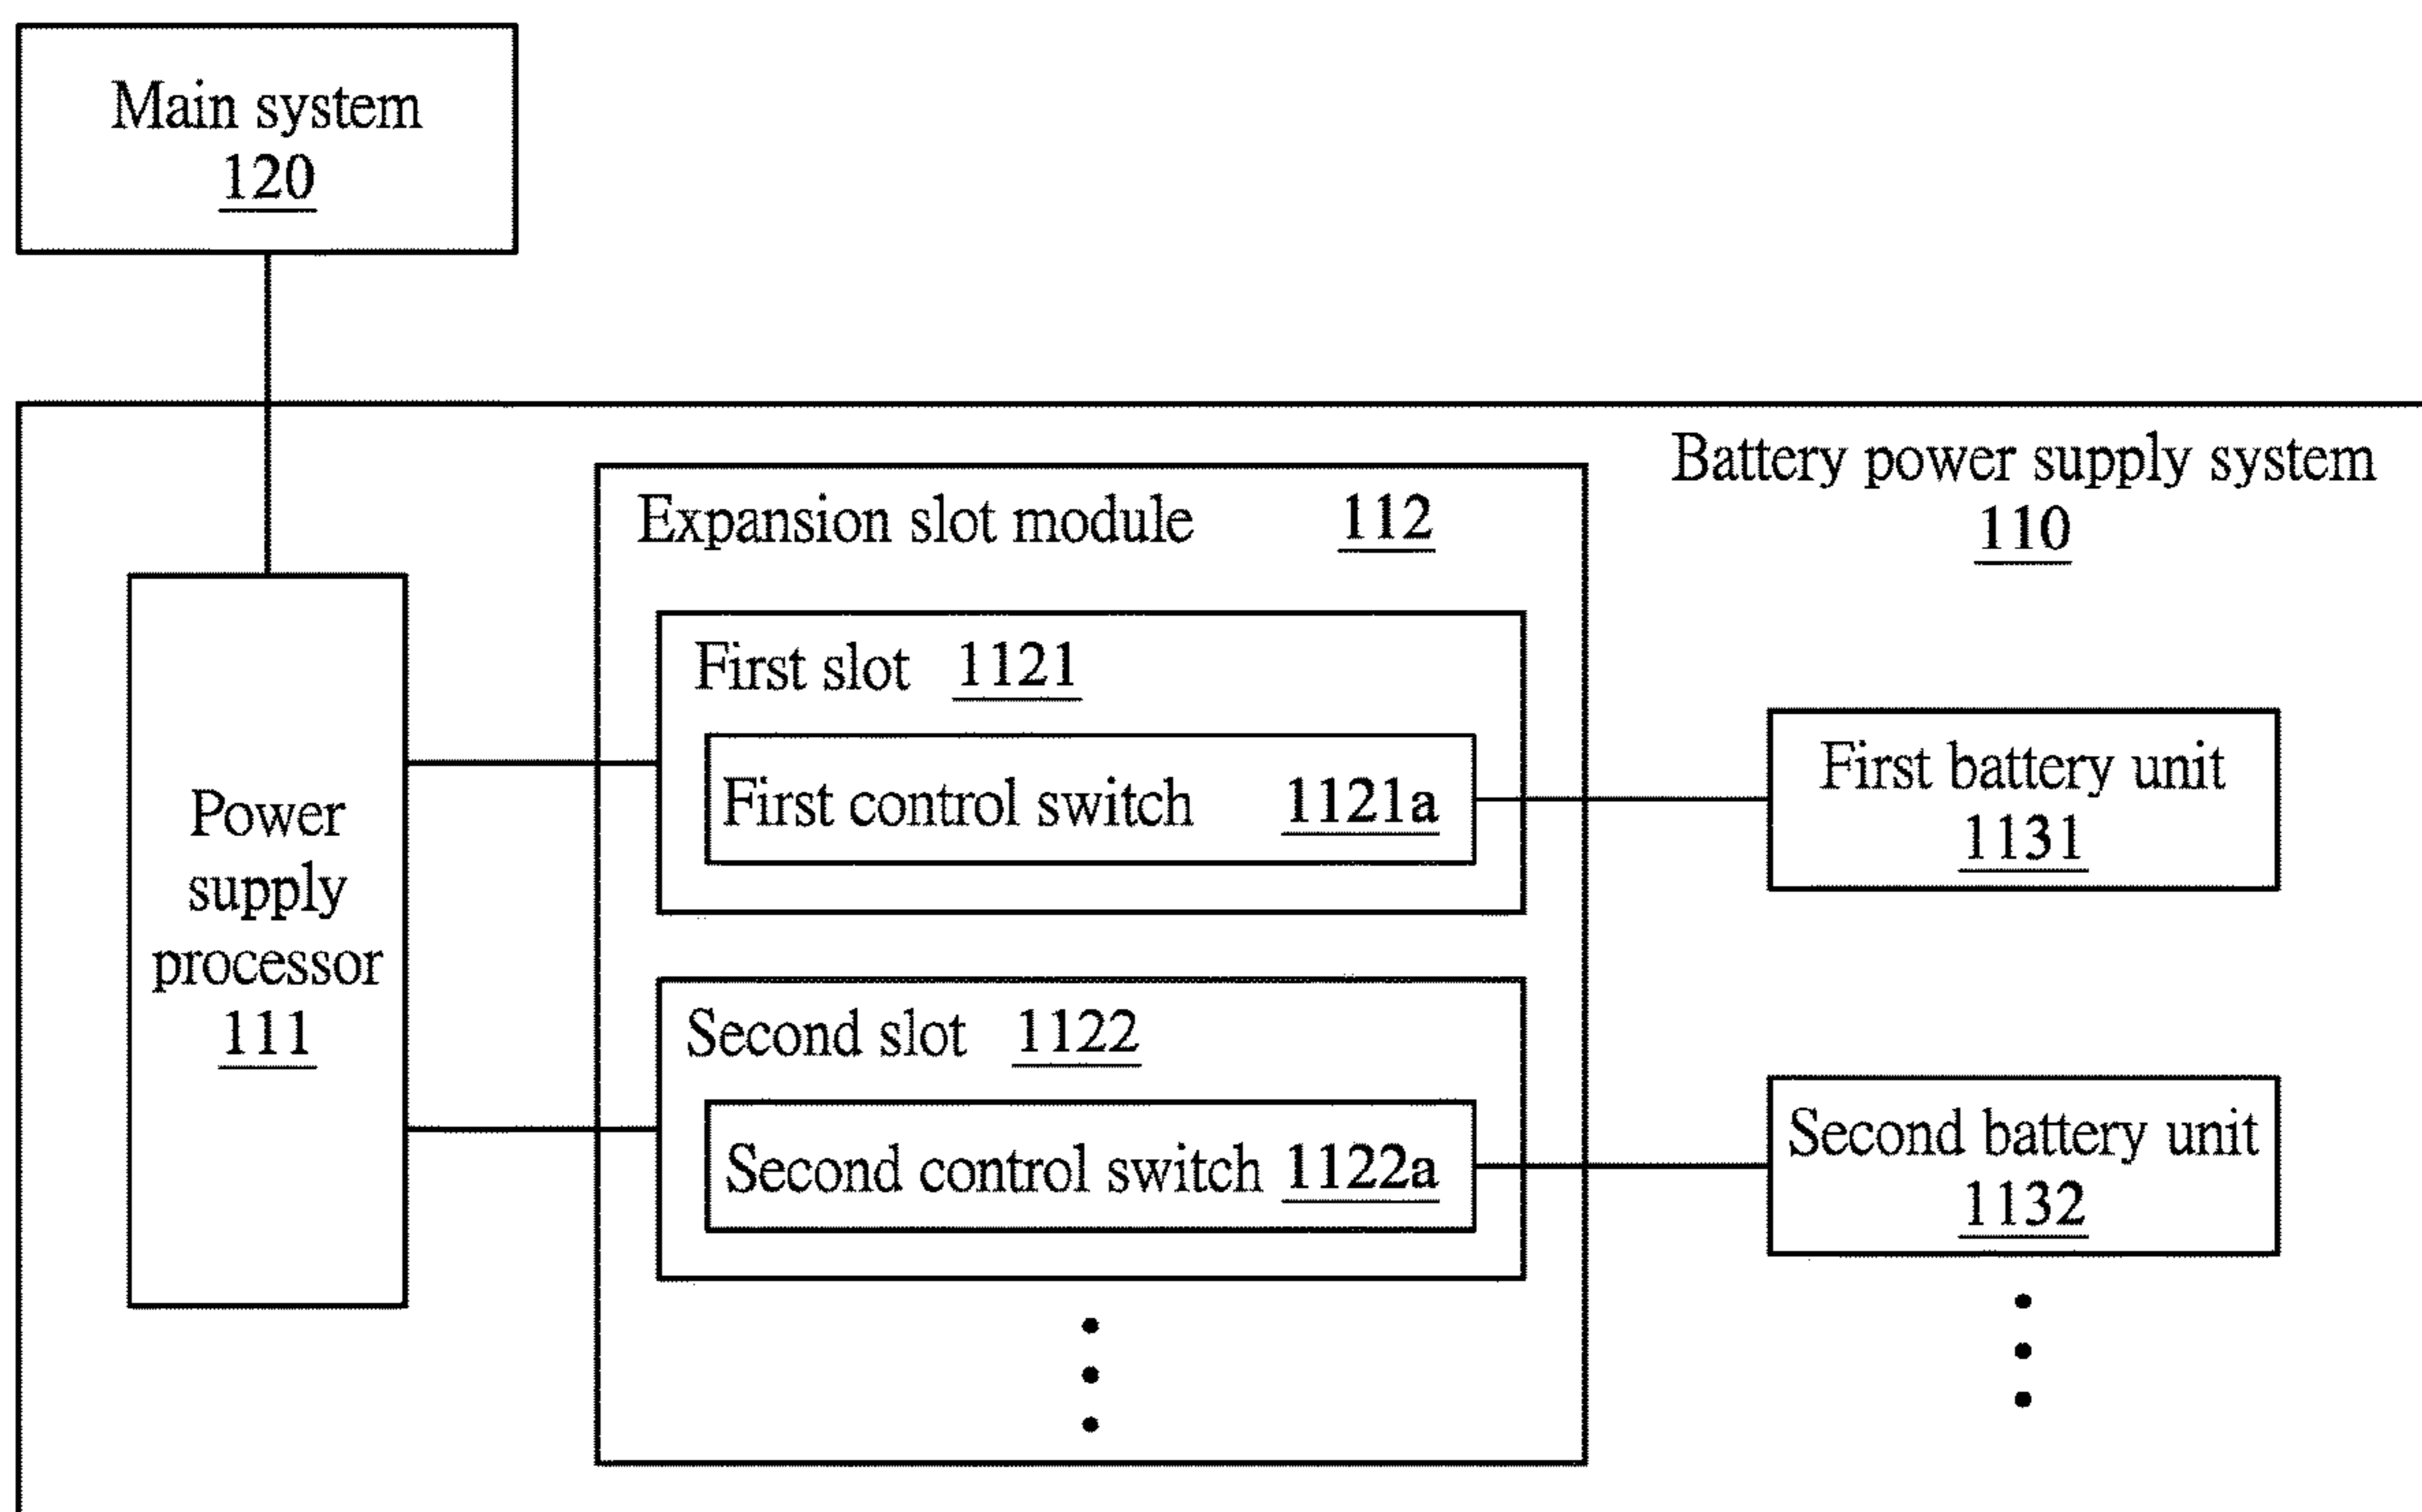 Main system
120
Battery power supply system
110
Expansion slot module 112
First slot 1121
First control switch 1121a
First battery unit
1131
Power
supply
processor
111
Second slot 1122
Second control switch 1122a
Second battery unit
1132